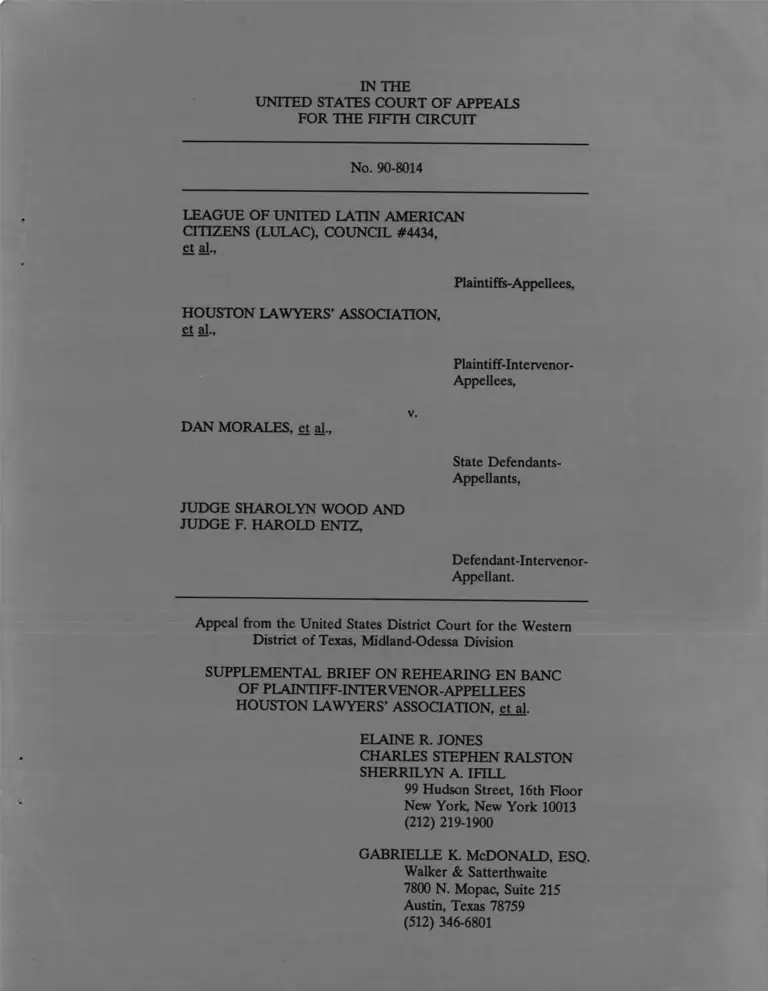 IN THE
UNITED STATES COURT OF APPEALS
FOR THE FIFTH CIRCUIT
No. 90-8014
LEAGUE OF UNITED LATIN AMERICAN
CITIZENS (LULAC), COUNCIL #4434,
et al.,
Plaintiffs-Appellees,
HOUSTON LAWYERS' ASSOCIATION,
et al.,
Plaintiff-Intervenor-
Appellees,
v.
DAN MORALES, et al.,
State Defendants-
Appellants,
JUDGE SHAROLYN WOOD AND
JUDGE F. HAROLD ENTZ,
Defendant-Intervenor-
Appellant.
Appeal from the United States District Court for the Western
District of Texas, Midland-Odessa Division
SUPPLEMENTAL BRIEF ON REHEARING EN BANC
OF PLAINTIFF-INTERVENOR-APPELLEES
HOUSTON LAWYERS' ASSOCIATION, et al.
ELAINE R. JONES
CHARLES STEPHEN RALSTON
SHERRILYN A. IFILL
99 Hudson Street, 16th Floor
New York, New York 10013
(212) 219-1900
GABRIELLE K. McDONALD, ESQ.
Walker & Satterthwaite
7800 N. Mopac, Suite 215
Austin, Texas 78759
(512) 346-6801